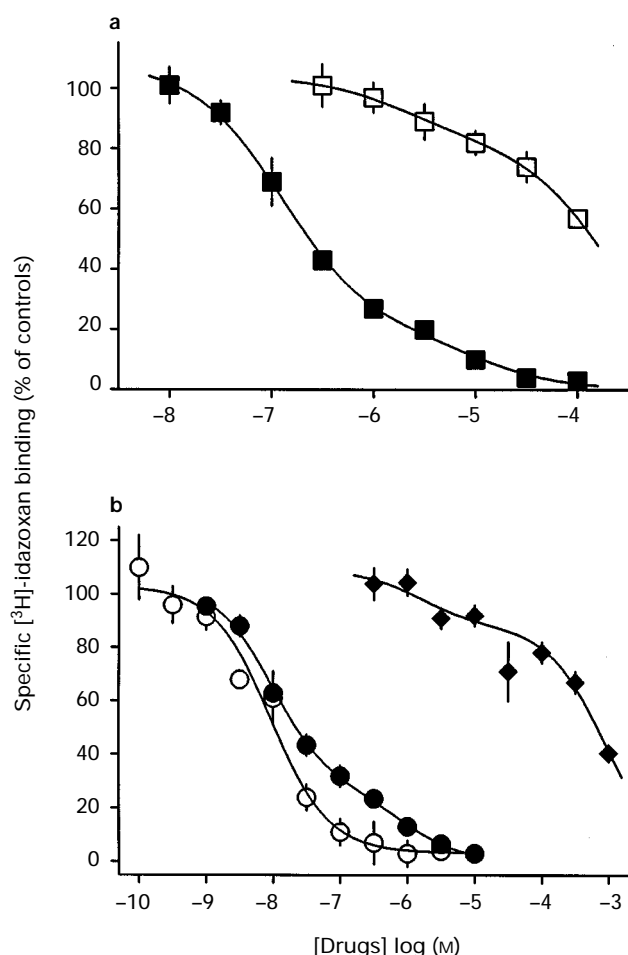 a
100
80
60
40
20
0
–8 –7 –6 –5 –4
Specific [³H]-idazoxan binding (% of controls)
b
120
100
80
60
40
20
0
–10 –9 –8 –7 –6 –5 –4 –3
[Drugs] log (M)